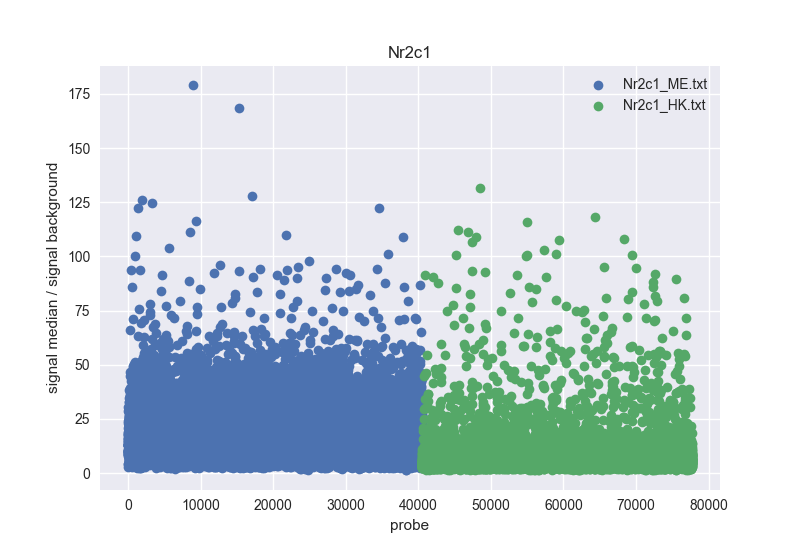 Nr2c1
Nr2c1_ME.txt
Nr2c1_HK.txt
signal median / signal background
175
150
125
100
75
50
25
0
0 10000 20000 30000 40000 50000 60000 70000 80000
probe